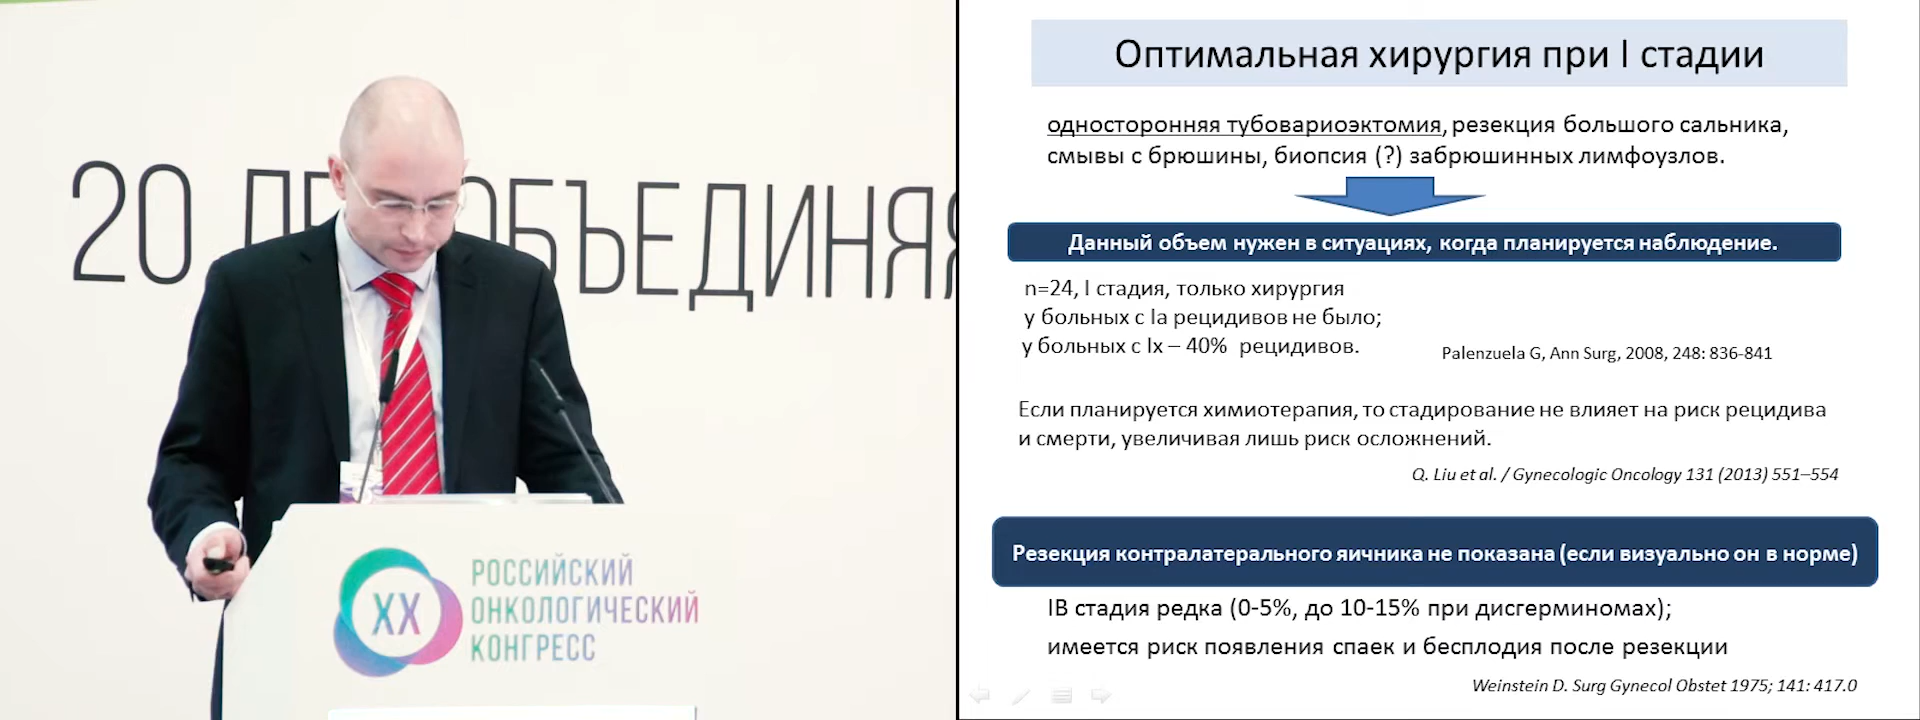 20 ОБЪЕДИНЯЯ
XX
РОССИЙСКИЙ
ОНКОЛОГИЧЕСКИЙ
КОНГРЕСС
Оптимальная хирургия при I стадии
односторонняя тубовариоэктомия, резекция большого сальника,
смывы с брюшины, биопсия (?) забрюшинных лимфоузлов.
Данный объем нужен в ситуациях, когда планируется наблюдение.
n=24, I стадия, только хирургия
у больных с Ia рецидивов не было;
у больных с Ix – 40% рецидивов.
Palenzuela G, Ann Surg, 2008, 248: 836-841
Если планируется химиотерапия, то стадирование не влияет на риск рецидива
и смерти, увеличивая лишь риск осложнений.
Q. Liu et al. / Gynecologic Oncology 131 (2013) 551–554
Резекция контралатерального яичника не показана (если визуально он в норме)
IB стадия редка (0-5%, до 10-15% при дисгерминомах);
имеется риск появления спаек и бесплодия после резекции
Weinstein D. Surg Gynecol Obstet 1975; 141: 417.0